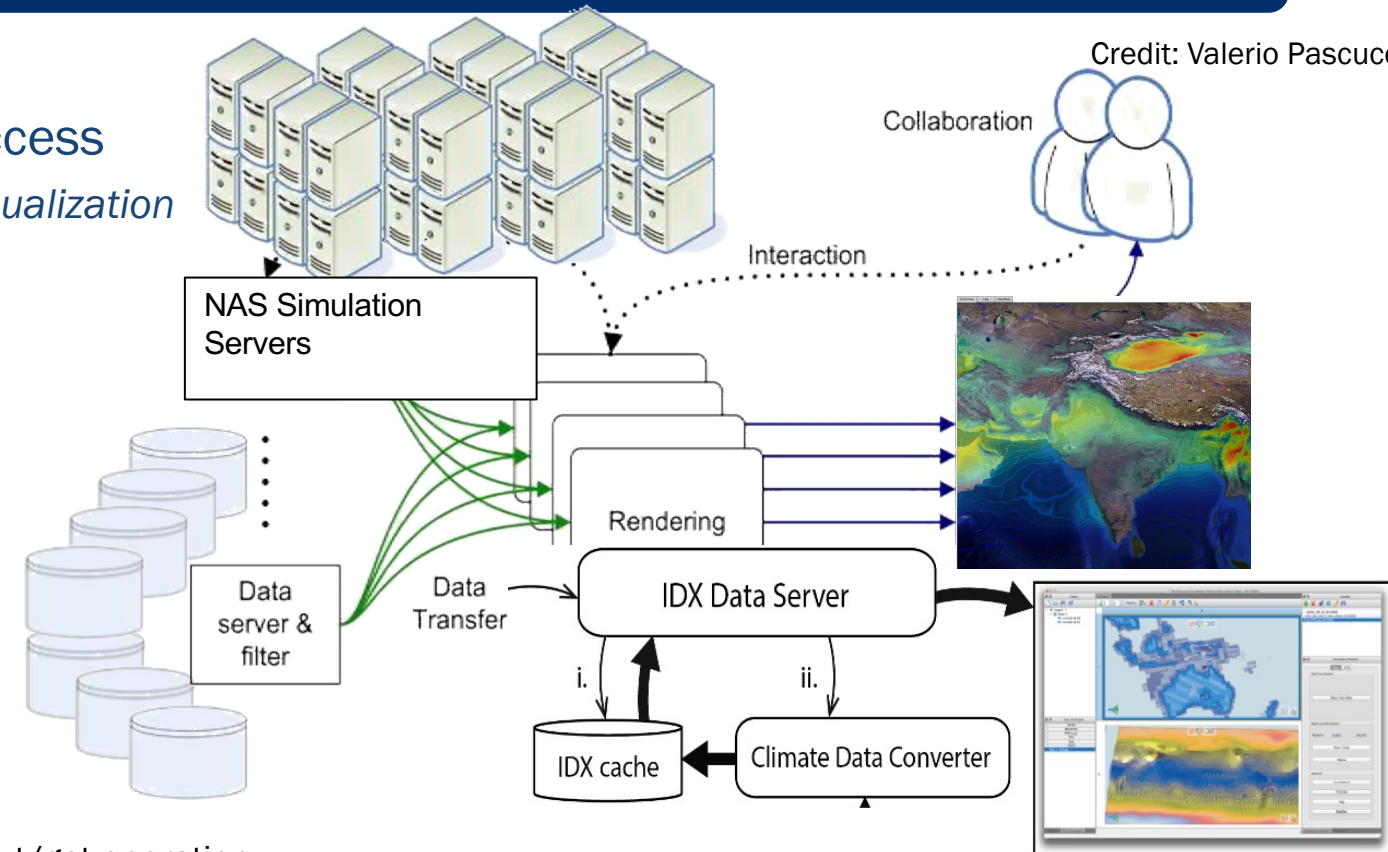 Credit: Valerio Pascucc
ccess
ualization
Collaboration
Interaction
NAS Simulation
Servers
Rendering
Data
server &
filter
Data
Transfer
IDX Data Server
i.
ii.
IDX cache
Climate Data Converter